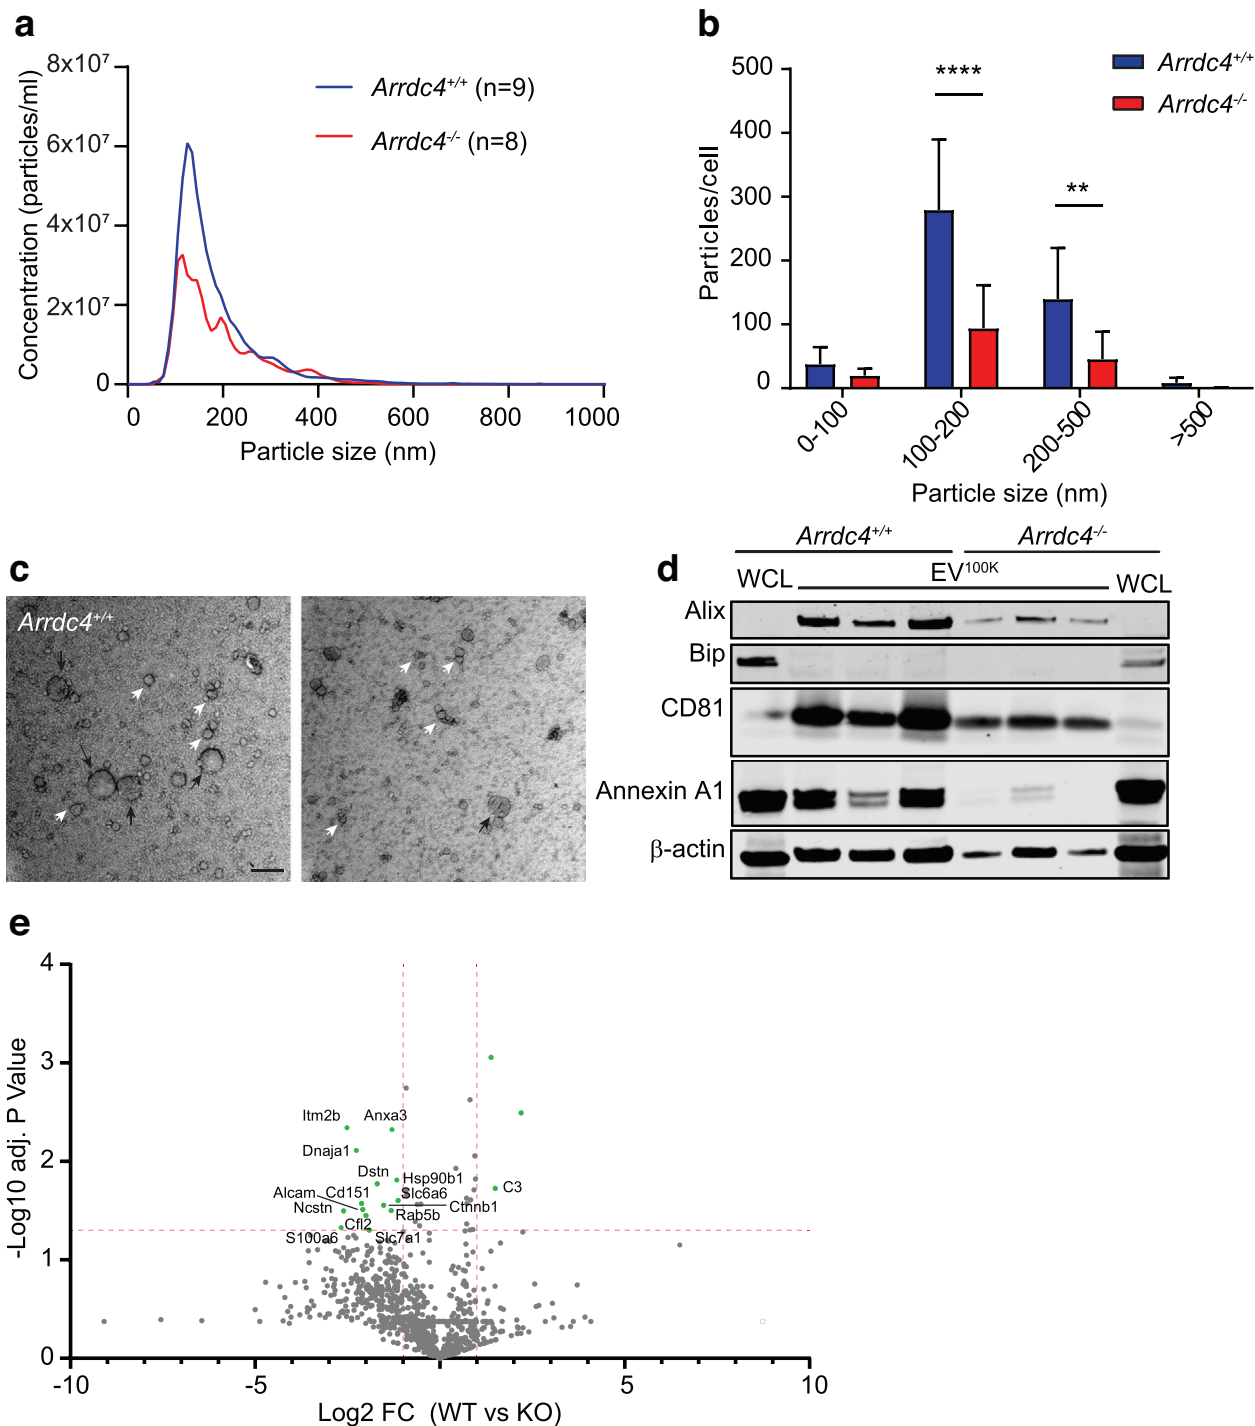 a
8x10⁷
6x10⁷
4x10⁷
2x10⁷
0
Concentration (particles/ml)
Arrdc4+/+ (n=9)
Arrdc4-/- (n=8)
0 200 400 600 800 1000
Particle size (nm)
b
500
400
300
200
100
0
Particles/cell
****
**
Arrdc4+/+
Arrdc4-/-
0-100
100-200
200-500
>500
Particle size (nm)
c
Arrdc4+/+
d
Arrdc4+/+ Arrdc4-/-
WCL EV100K WCL
Alix
Bip
CD81
Annexin A1
β-actin
e
4
3
2
1
0
-Log10 adj. P Value
Itm2b Anxa3
Dnaja1
Dstn Hsp90b1
Alcam Cd151 Slc6a6 C3
Ncstn Cfl2 Rab5b Cthnb1
S100a6 Slc7a1
-10 -5 0 5 10
Log2 FC (WT vs KO)